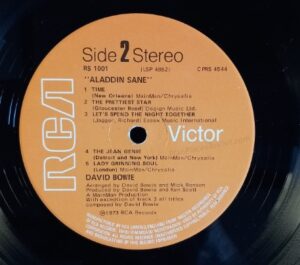 Side 2 Stereo
RS 1001 (LSP 4852) CPRS 4644
"ALADDIN SANE"
1 TIME
(New Orleans) MainMan/Chrysalis
2 THE PRETTIEST STAR
(Gloucester Road) Design Music Ltd.
3 LET'S SPEND THE NIGHT TOGETHER
(Jagger, Richard) Essex Music International
RCA
Victor
4 THE JEAN GENIE
(Detroit and New York) MainMan/Chrysalis
5 LADY GRINNING SOUL
(London) MainMan/Chrysalis
DAVID BOWIE
Arranged by David Bowie and Mick Ronson
Produced by David Bowie and Ken Scott
A MainMan Production
With exception of track 3 all titles
composed by David Bowie
Ⓟ1973 RCA Records